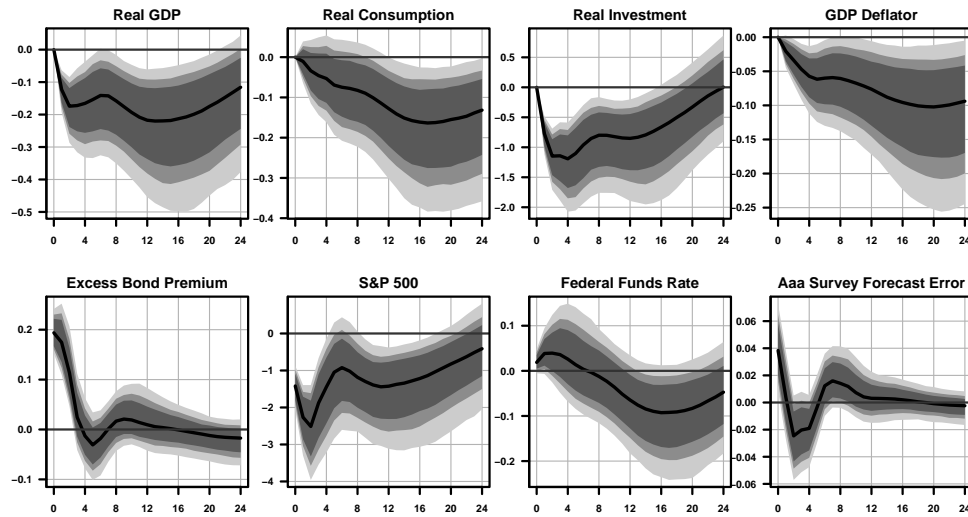 Real GDP
Real Consumption
Real Investment
GDP Deflator
0.0
−0.1
−0.2
−0.3
−0.4
−0.5
0 4 8 12 16 20 24
0.0
−0.1
−0.2
−0.3
−0.4
0 4 8 12 16 20 24
0.5
0.0
−0.5
−1.0
−1.5
−2.0
0 4 8 12 16 20 24
0.00
−0.05
−0.10
−0.15
−0.20
−0.25
0 4 8 12 16 20 24
Excess Bond Premium
S&P 500
Federal Funds Rate
Aaa Survey Forecast Error
0.2
0.1
0.0
−0.1
0 4 8 12 16 20 24
0
−1
−2
−3
−4
0 4 8 12 16 20 24
0.1
0.0
−0.1
−0.2
0 4 8 12 16 20 24
0.06
0.04
0.02
0.00
−0.02
−0.04
−0.06
0 4 8 12 16 20 24